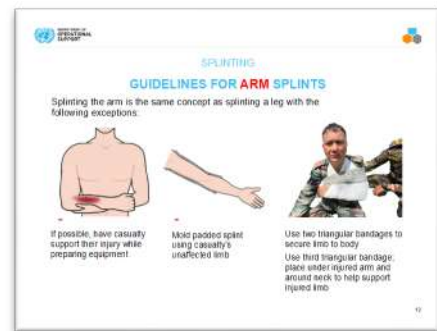 OPERATIONAL
SUPPORT
SPLINTING
GUIDELINES FOR ARM SPLINTS
Splinting the arm is the same concept as splinting a leg with the
following exceptions:
If possible, have casualty
support their injury while
preparing equipment
Mold padded splint
using casualty's
unaffected limb
Use two triangular bandages to
secure limb to body
Use third triangular bandage;
place under injured arm and
around neck to help support
injured limb